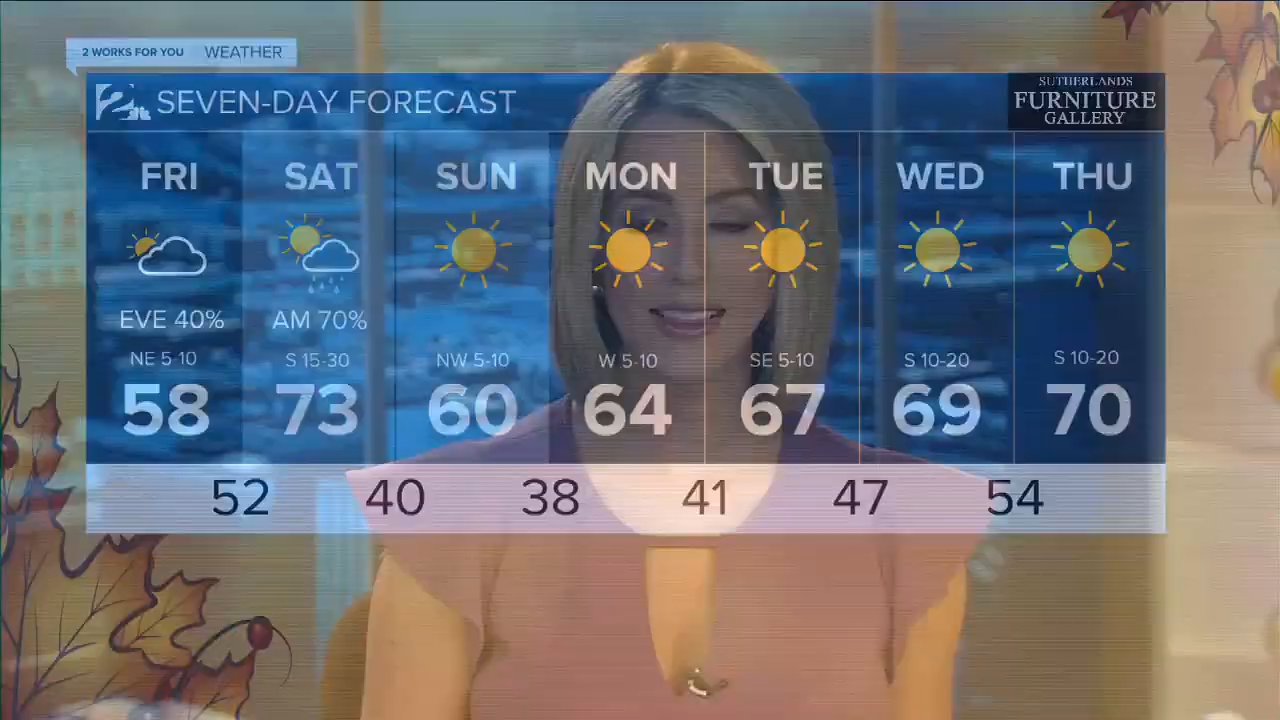 2 WORKS FOR YOU WEATHER
2 SEVEN-DAY FORECAST
SUTHERLANDS
FURNITURE
GALLERY
FRI SAT SUN MON TUE WED THU
EVE 40% AM 70%
NE 5-10 S 15-30 NW 5-10 W 5-10 SE 5-10 S 10-20 S 10-20
58 73 60 64 67 69 70
52 40 38 41 47 54